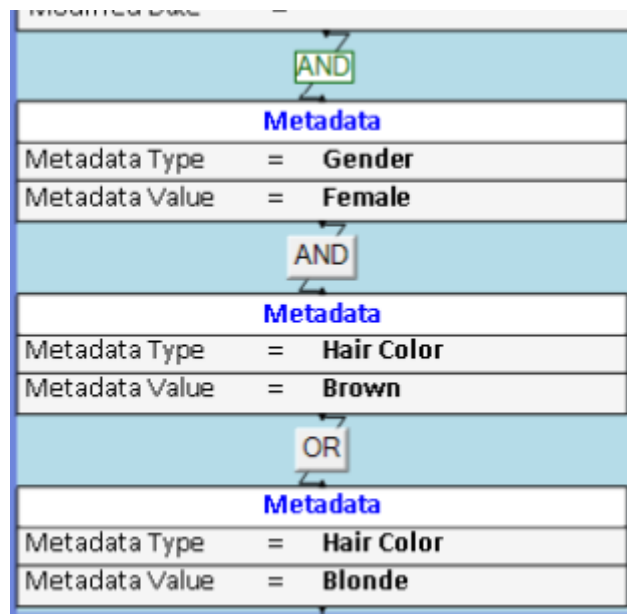 AND
Metadata
Metadata Type = Gender
Metadata Value = Female
AND
Metadata
Metadata Type = Hair Color
Metadata Value = Brown
OR
Metadata
Metadata Type = Hair Color
Metadata Value = Blonde